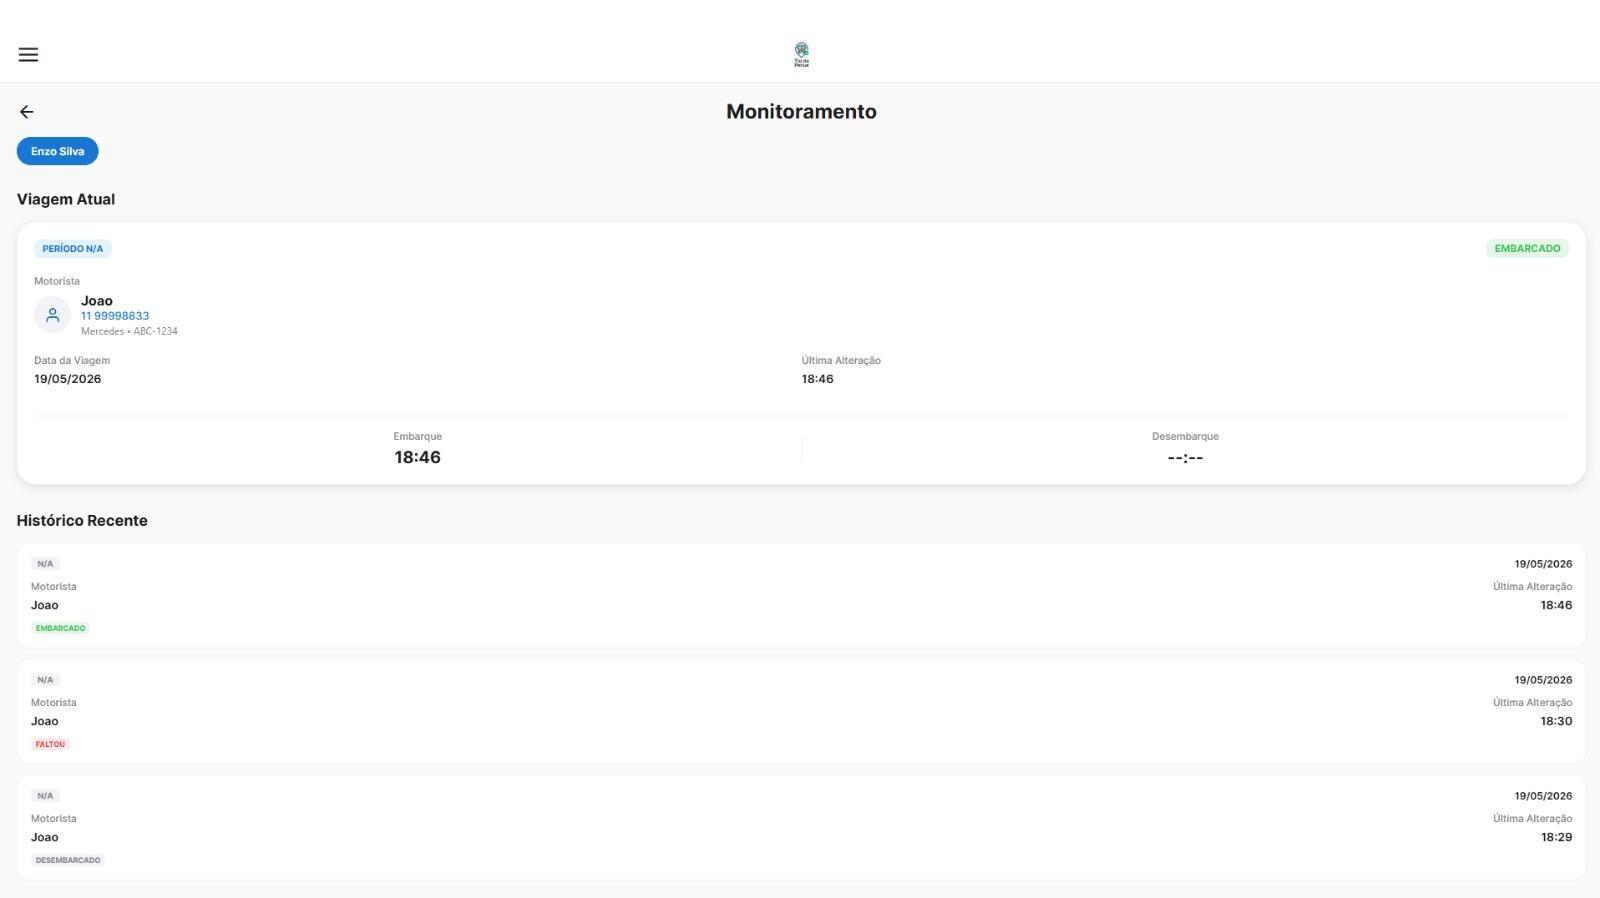 Tio da
Perua
Monitoramento
Enzo Silva
Viagem Atual
PERÍODO N/A
EMBARCADO
Motorista
Joao
11 99998833
Mercedes • ABC-1234
Data da Viagem
Última Alteração
19/05/2026
18:46
Embarque
Desembarque
18:46
--:--
Histórico Recente
N/A
19/05/2026
Motorista
Última Alteração
Joao
18:46
EMBARCADO
N/A
19/05/2026
Motorista
Última Alteração
Joao
18:30
FALTOU
N/A
19/05/2026
Motorista
Última Alteração
Joao
18:29
DESEMBARCADO